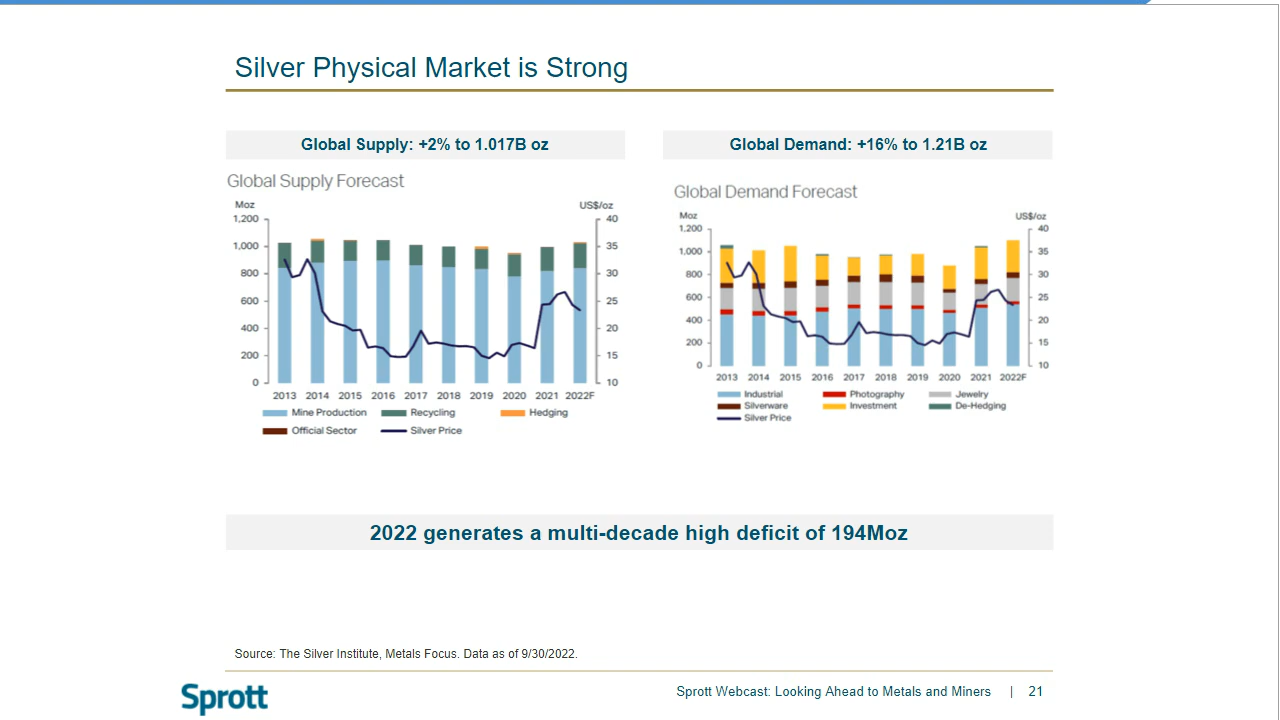 Silver Physical Market is Strong
Global Supply: +2% to 1.017B oz
Global Supply Forecast
Moz US$/oz
1,200 40
1,000 35
800 30
600 25
400 20
200 15
0 10
2013 2014 2015 2016 2017 2018 2019 2020 2021 2022F
Mine Production Recycling Hedging
Official Sector Silver Price
Global Demand: +16% to 1.21B oz
Global Demand Forecast
Moz US$/oz
1,200 40
1,000 35
800 30
600 25
400 20
200 15
0 10
2013 2014 2015 2016 2017 2018 2019 2020 2021 2022F
Industrial Photography Jewelry
Silverware Investment De-Hedging
Silver Price
2022 generates a multi-decade high deficit of 194Moz
Source: The Silver Institute, Metals Focus. Data as of 9/30/2022.
Sprott
Sprott Webcast: Looking Ahead to Metals and Miners | 21